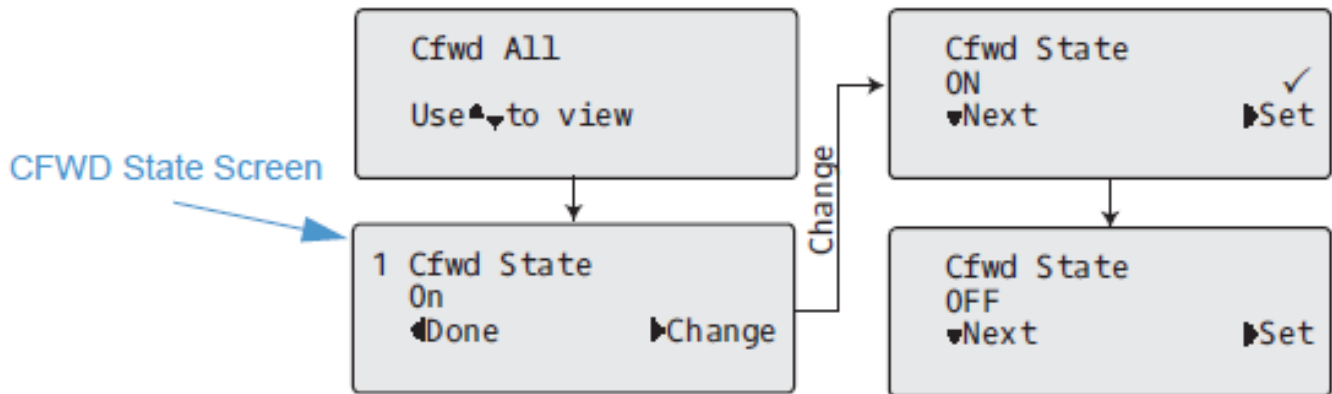 Cfwd All
Use to view
CFWD State Screen
1 Cfwd State
On
Done Change
Change
Cfwd State
ON ✓
Next Set
Cfwd State
OFF
Next Set